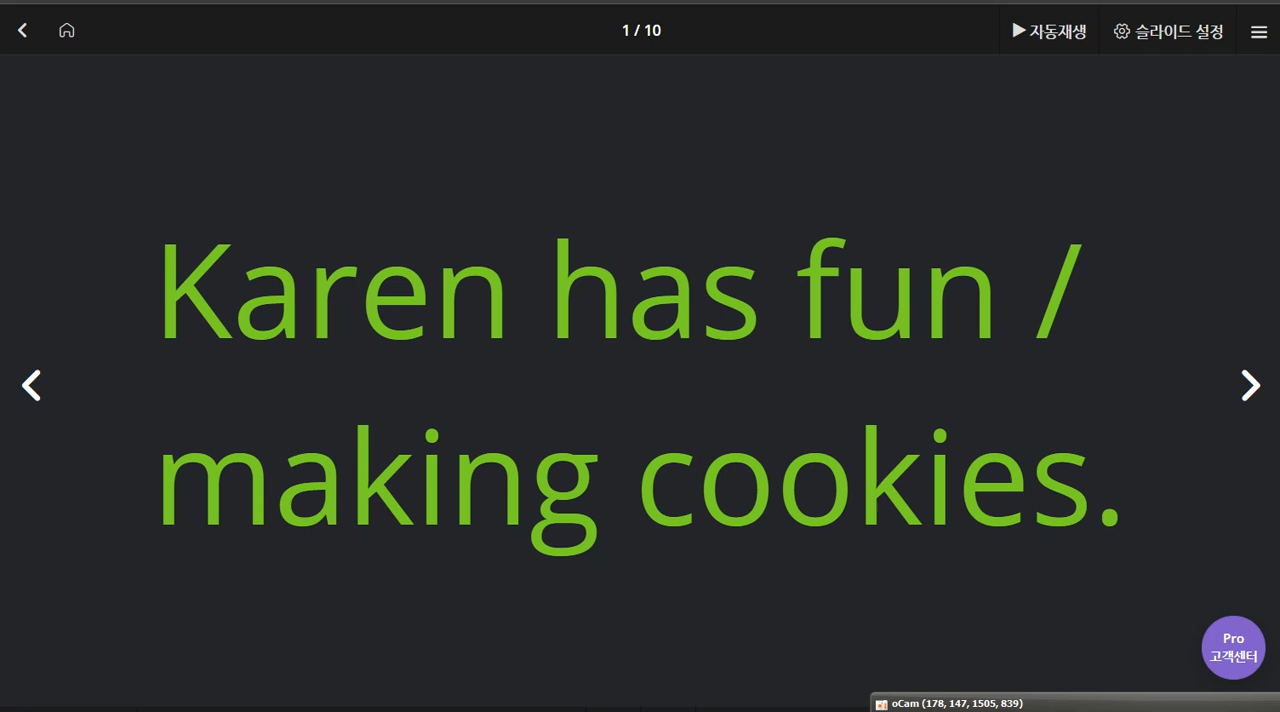 1 / 10
자동재생
슬라이드 설정
Karen has fun /
making cookies.
Pro
고객센터
oCam (178, 147, 1505, 839)